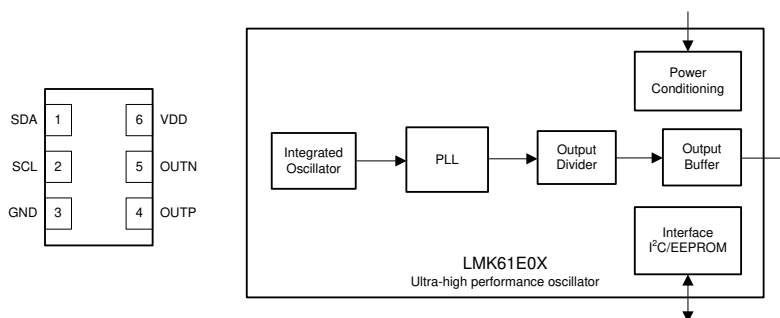 SDA 1 6 VDD
SCL 2 5 OUTN
GND 3 4 OUTP
Power
Conditioning
Integrated
Oscillator
PLL
Output
Divider
Output
Buffer
Interface
I²C/EEPROM
LMK61E0X
Ultra-high performance oscillator